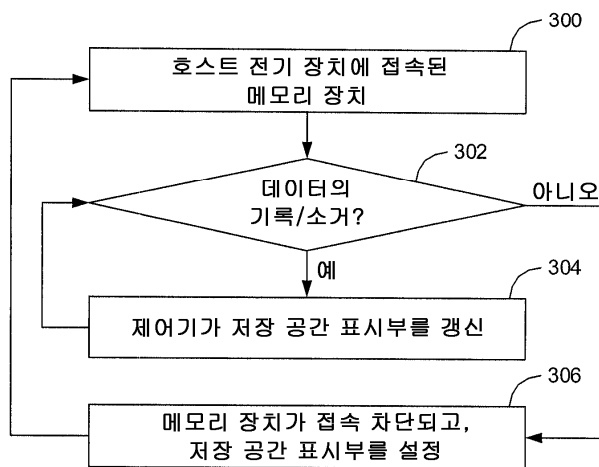 300
호스트 전기 장치에 접속된
메모리 장치
302
데이터의
기록/소거?
아니오
예
304
제어기가 저장 공간 표시부를 갱신
306
메모리 장치가 접속 차단되고,
저장 공간 표시부를 설정